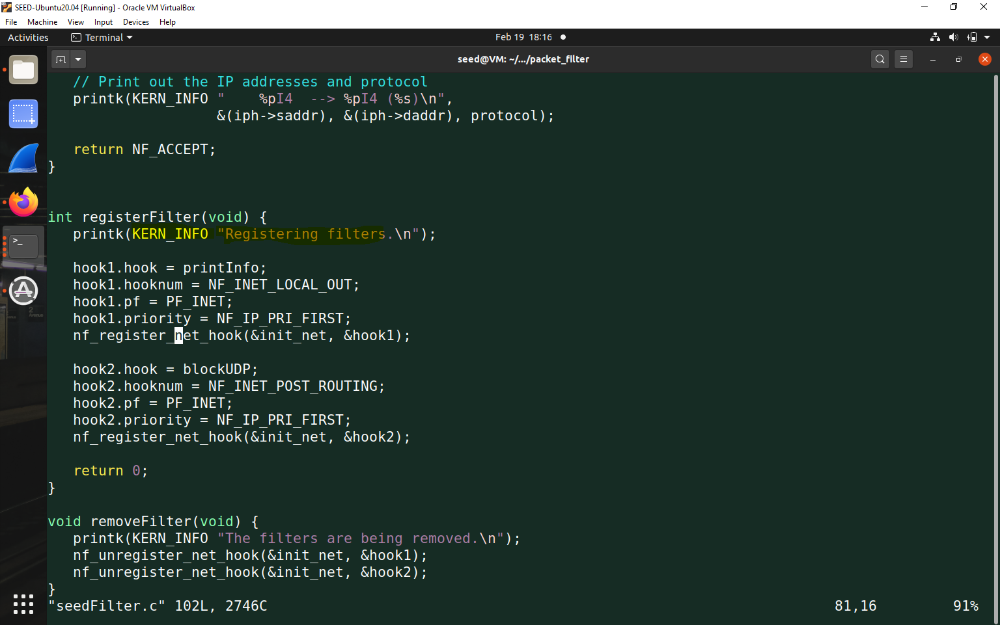 SEED-Ubuntu20.04 [Running] - Oracle VM VirtualBox
File Machine View Input Devices Help
Activities Terminal Feb 19 18:16
seed@VM: ~/.../packet_filter
// Print out the IP addresses and protocol
printk(KERN_INFO "    %pI4  --> %pI4 (%s)\n",
&(iph->saddr), &(iph->daddr), protocol);
return NF_ACCEPT;
}
int registerFilter(void) {
printk(KERN_INFO "Registering filters.\n");
hook1.hook = printInfo;
hook1.hooknum = NF_INET_LOCAL_OUT;
hook1.pf = PF_INET;
hook1.priority = NF_IP_PRI_FIRST;
nf_register_net_hook(&init_net, &hook1);
hook2.hook = blockUDP;
hook2.hooknum = NF_INET_POST_ROUTING;
hook2.pf = PF_INET;
hook2.priority = NF_IP_PRI_FIRST;
nf_register_net_hook(&init_net, &hook2);
return 0;
}
void removeFilter(void) {
printk(KERN_INFO "The filters are being removed.\n");
nf_unregister_net_hook(&init_net, &hook1);
nf_unregister_net_hook(&init_net, &hook2);
}
"seedFilter.c" 102L, 2746C 81,16 91%